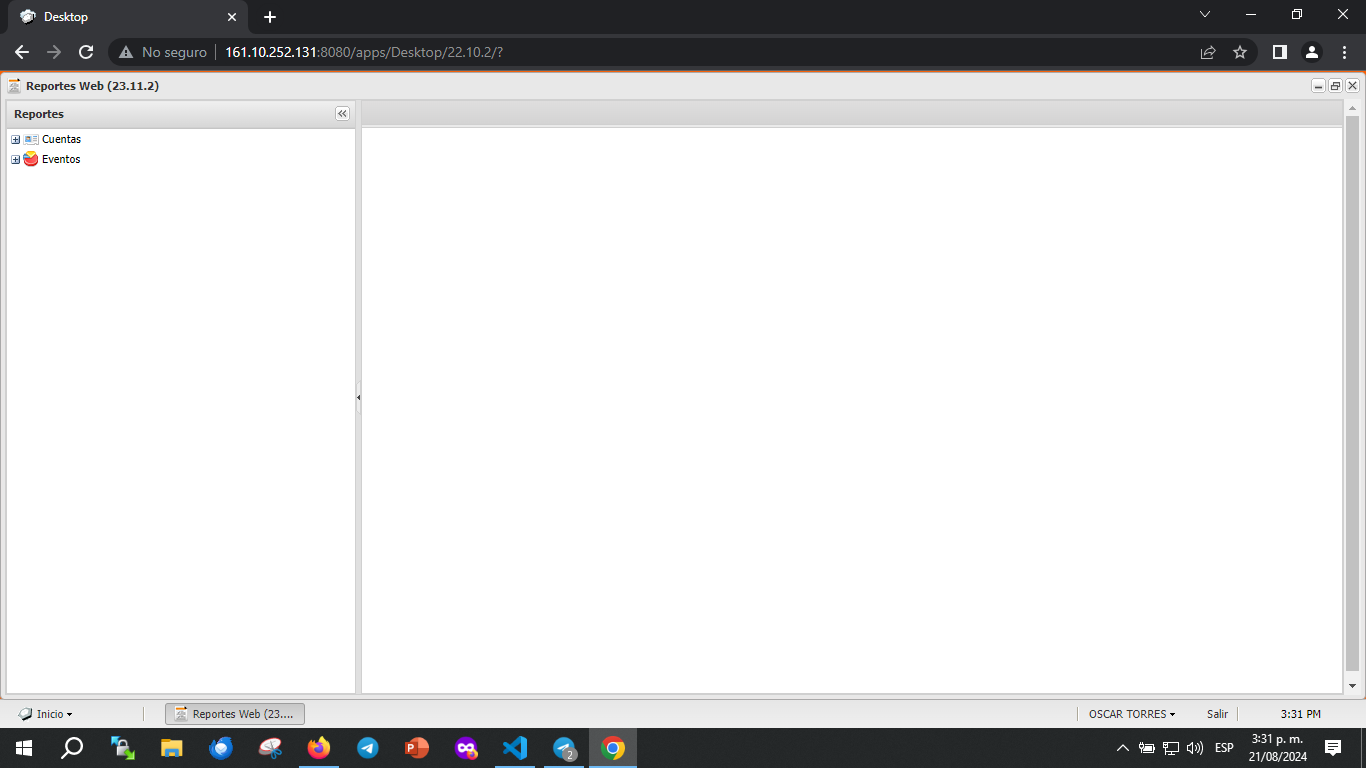 Desktop
No seguro
161.10.252.131:8080/apps/Desktop/22.10.2/?
Reportes Web (23.11.2)
Reportes
Cuentas
Eventos
Inicio
Reportes Web (23....
OSCAR TORRES
Salir
3:31 PM
P
2
ESP
3:31 p. m.
21/08/2024